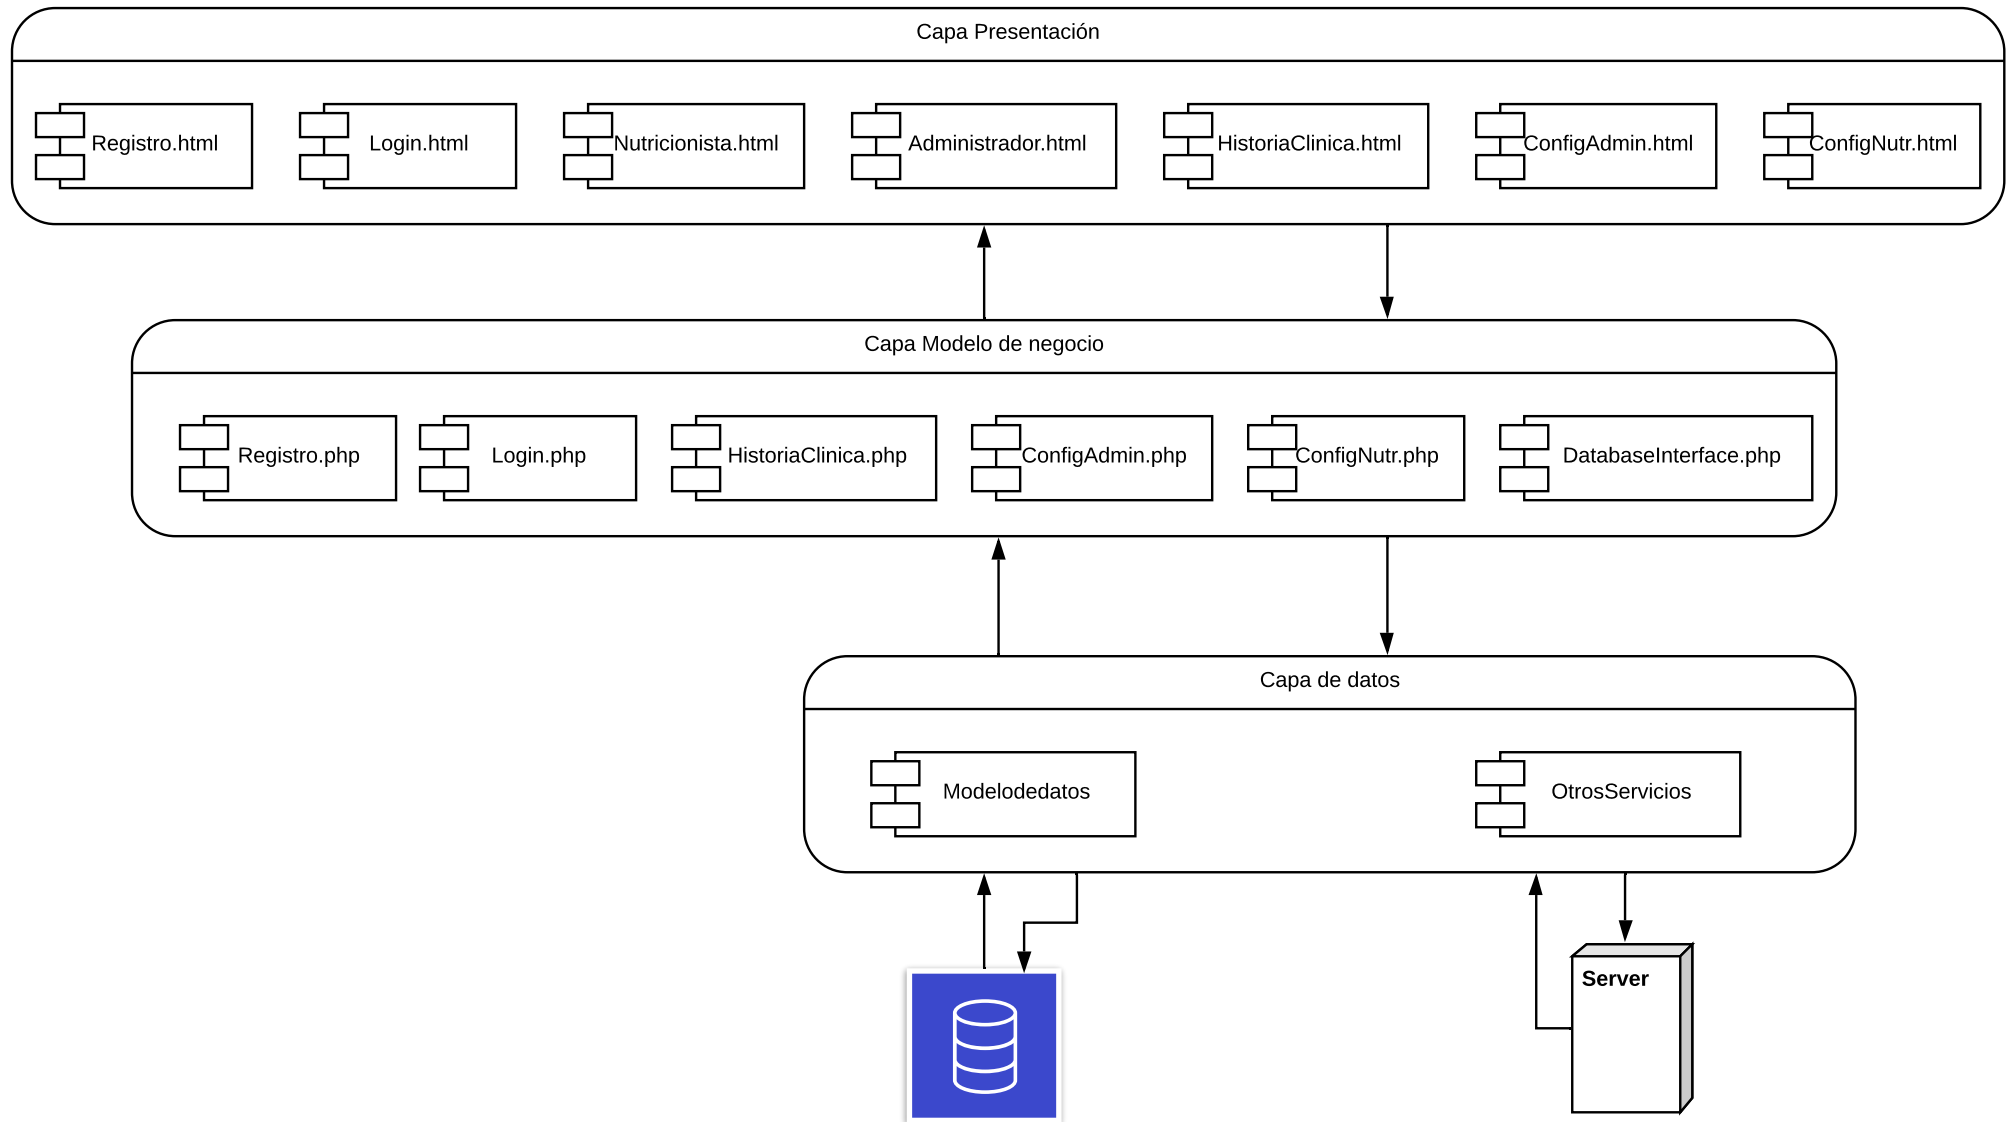 Capa Presentación
Registro.html
Login.html
Nutricionista.html
Administrador.html
HistoriaClinica.html
ConfigAdmin.html
ConfigNutr.html
Capa Modelo de negocio
Registro.php
Login.php
HistoriaClinica.php
ConfigAdmin.php
ConfigNutr.php
DatabaseInterface.php
Capa de datos
Modelodedatos
OtrosServicios
Server